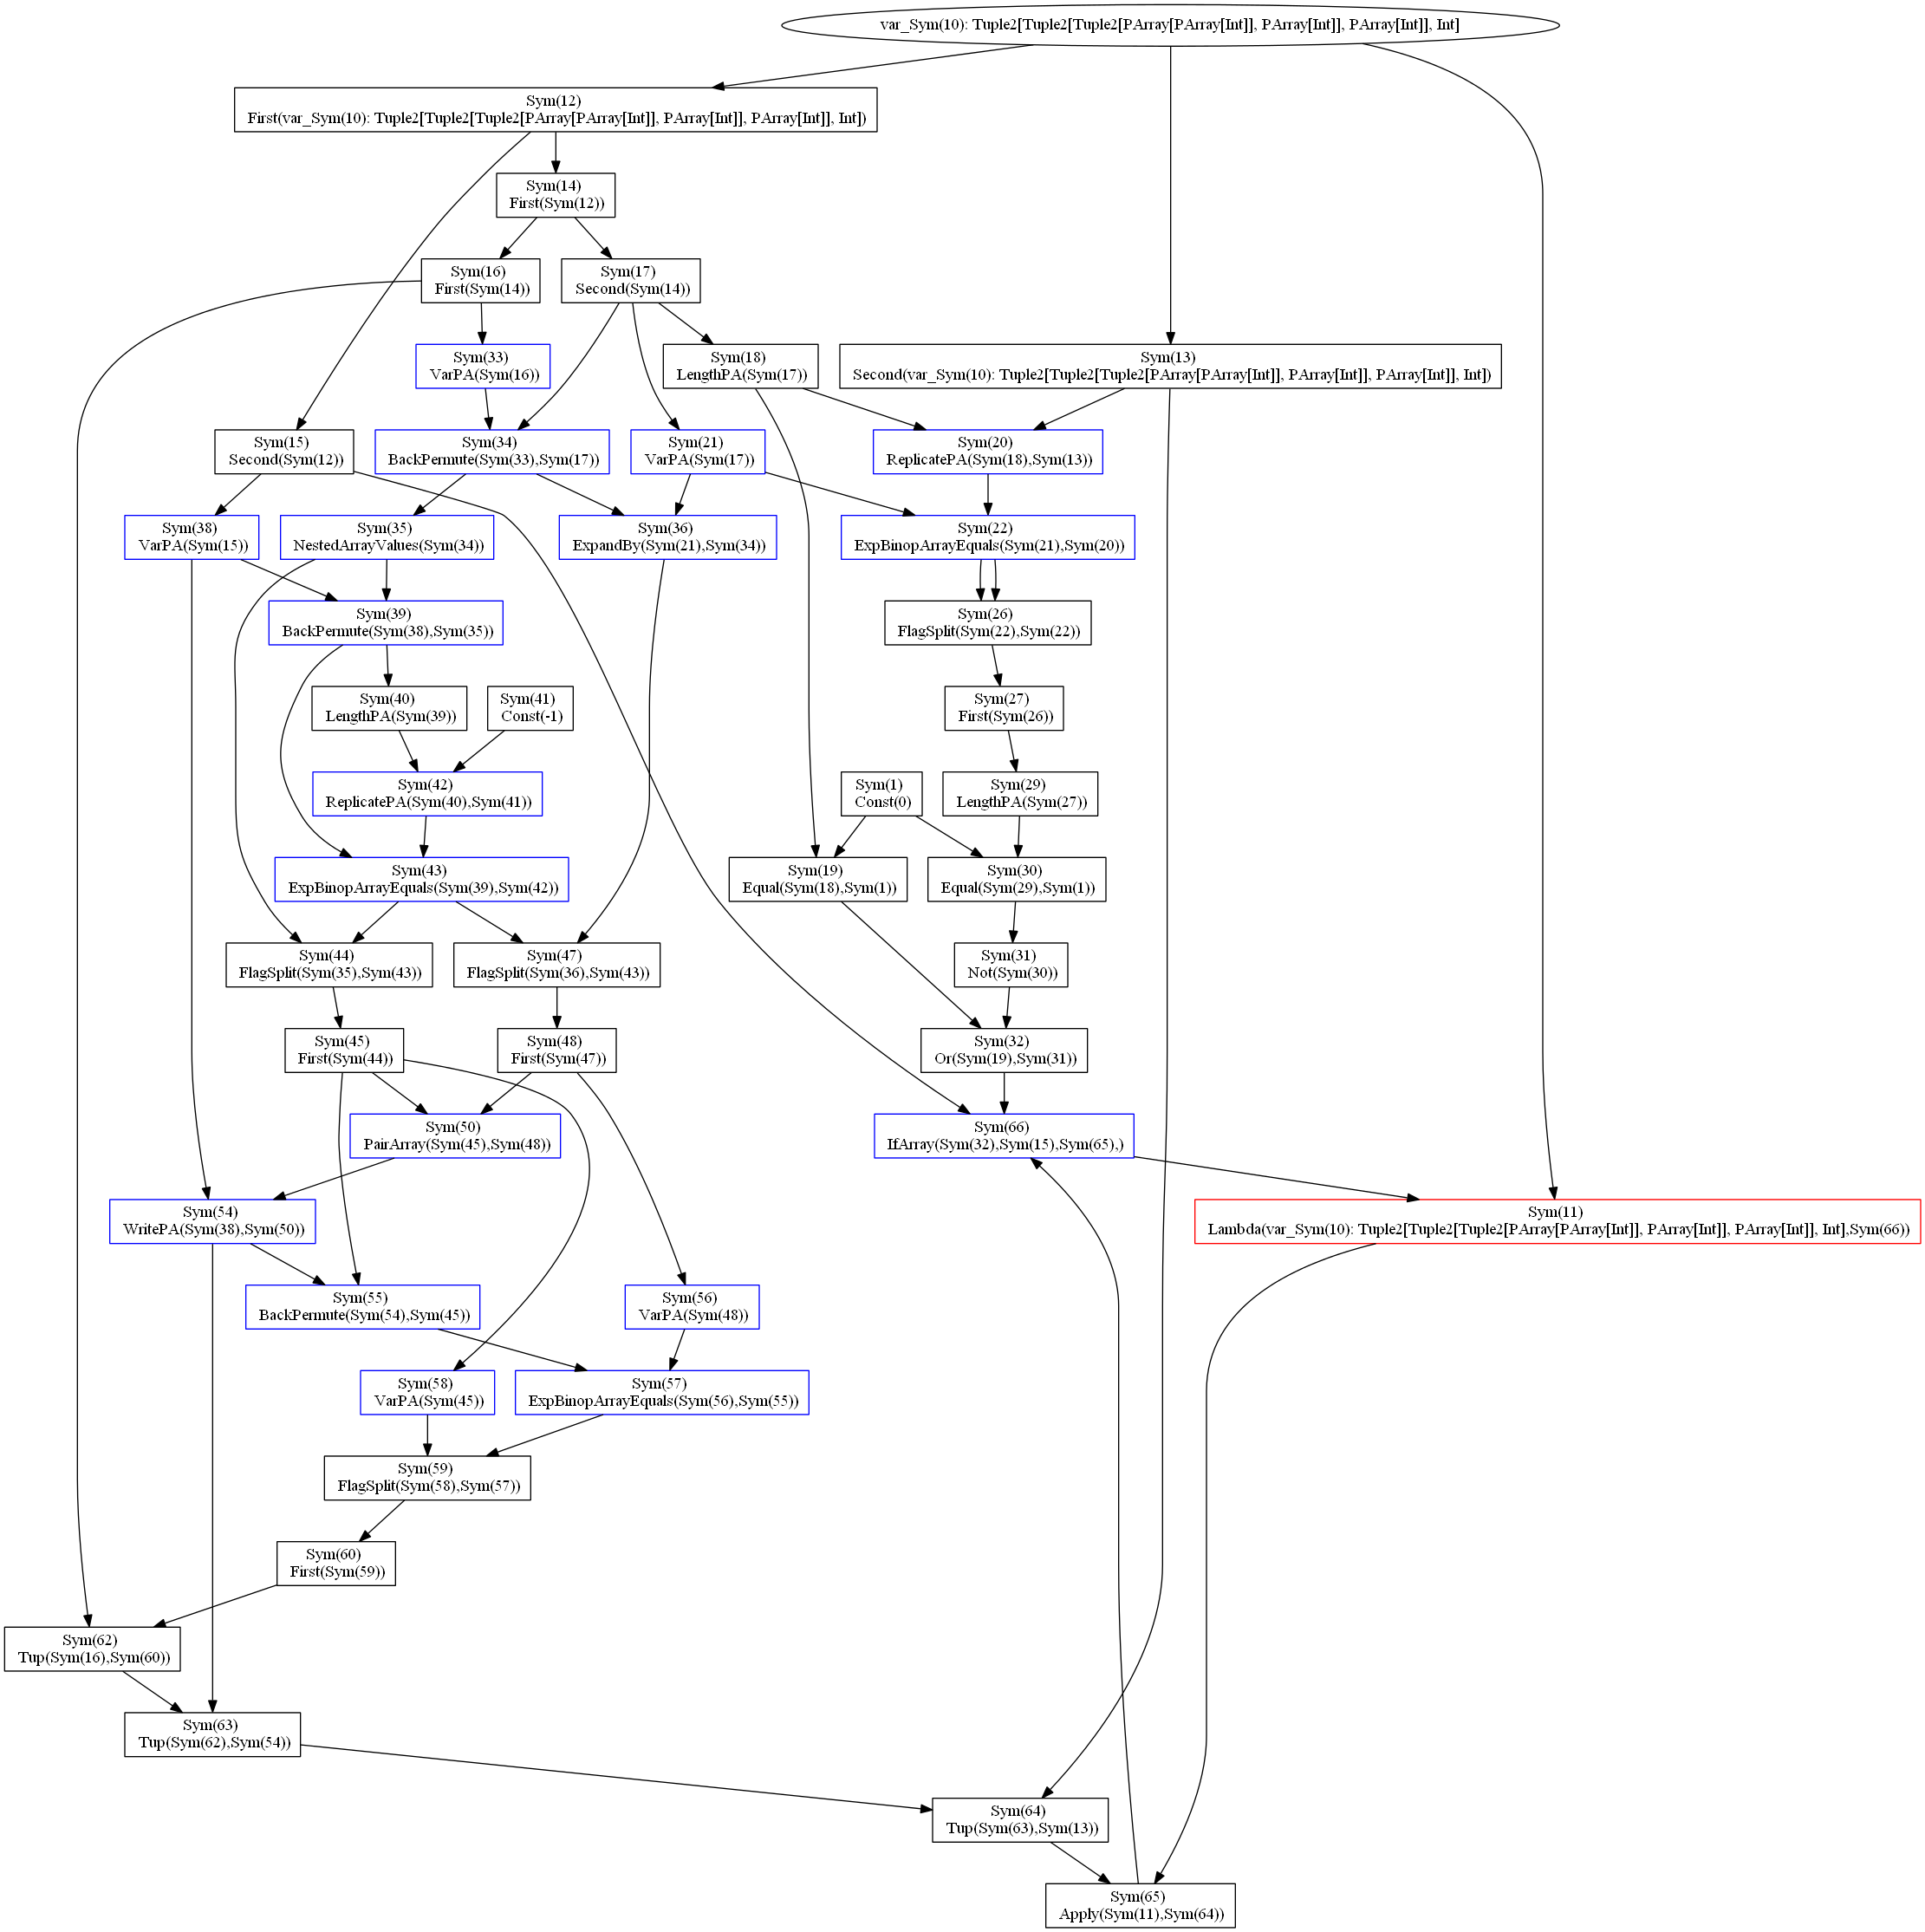 var_Sym(10): Tuple2[Tuple2[Tuple2[PArray[PArray[Int]], PArray[Int]], PArray[Int]], Int]
Sym(12)
First(var_Sym(10): Tuple2[Tuple2[Tuple2[PArray[PArray[Int]], PArray[Int]], PArray[Int]], Int])
Sym(14)
First(Sym(12))
Sym(16)
First(Sym(14))
Sym(17)
Second(Sym(14))
Sym(33)
VarPA(Sym(16))
Sym(18)
LengthPA(Sym(17))
Sym(13)
Second(var_Sym(10): Tuple2[Tuple2[Tuple2[PArray[PArray[Int]], PArray[Int]], PArray[Int]], Int])
Sym(15)
Second(Sym(12))
Sym(34)
BackPermute(Sym(33),Sym(17))
Sym(21)
VarPA(Sym(17))
Sym(20)
ReplicatePA(Sym(18),Sym(13))
Sym(38)
VarPA(Sym(15))
Sym(35)
NestedArrayValues(Sym(34))
Sym(36)
ExpandBy(Sym(21),Sym(34))
Sym(22)
ExpBinopArrayEquals(Sym(21),Sym(20))
Sym(39)
BackPermute(Sym(38),Sym(35))
Sym(26)
FlagSplit(Sym(22),Sym(22))
Sym(40)
LengthPA(Sym(39))
Sym(41)
Const(-1)
Sym(27)
First(Sym(26))
Sym(42)
ReplicatePA(Sym(40),Sym(41))
Sym(1)
Const(0)
Sym(29)
LengthPA(Sym(27))
Sym(43)
ExpBinopArrayEquals(Sym(39),Sym(42))
Sym(19)
Equal(Sym(18),Sym(1))
Sym(30)
Equal(Sym(29),Sym(1))
Sym(44)
FlagSplit(Sym(35),Sym(43))
Sym(47)
FlagSplit(Sym(36),Sym(43))
Sym(31)
Not(Sym(30))
Sym(45)
First(Sym(44))
Sym(48)
First(Sym(47))
Sym(32)
Or(Sym(19),Sym(31))
Sym(50)
PairArray(Sym(45),Sym(48))
Sym(66)
IfArray(Sym(32),Sym(15),Sym(65),)
Sym(54)
WritePA(Sym(38),Sym(50))
Sym(11)
Lambda(var_Sym(10): Tuple2[Tuple2[Tuple2[PArray[PArray[Int]], PArray[Int]], PArray[Int]], Int],Sym(66))
Sym(55)
BackPermute(Sym(54),Sym(45))
Sym(56)
VarPA(Sym(48))
Sym(58)
VarPA(Sym(45))
Sym(57)
ExpBinopArrayEquals(Sym(56),Sym(55))
Sym(59)
FlagSplit(Sym(58),Sym(57))
Sym(60)
First(Sym(59))
Sym(62)
Tup(Sym(16),Sym(60))
Sym(63)
Tup(Sym(62),Sym(54))
Sym(64)
Tup(Sym(63),Sym(13))
Sym(65)
Apply(Sym(11),Sym(64))